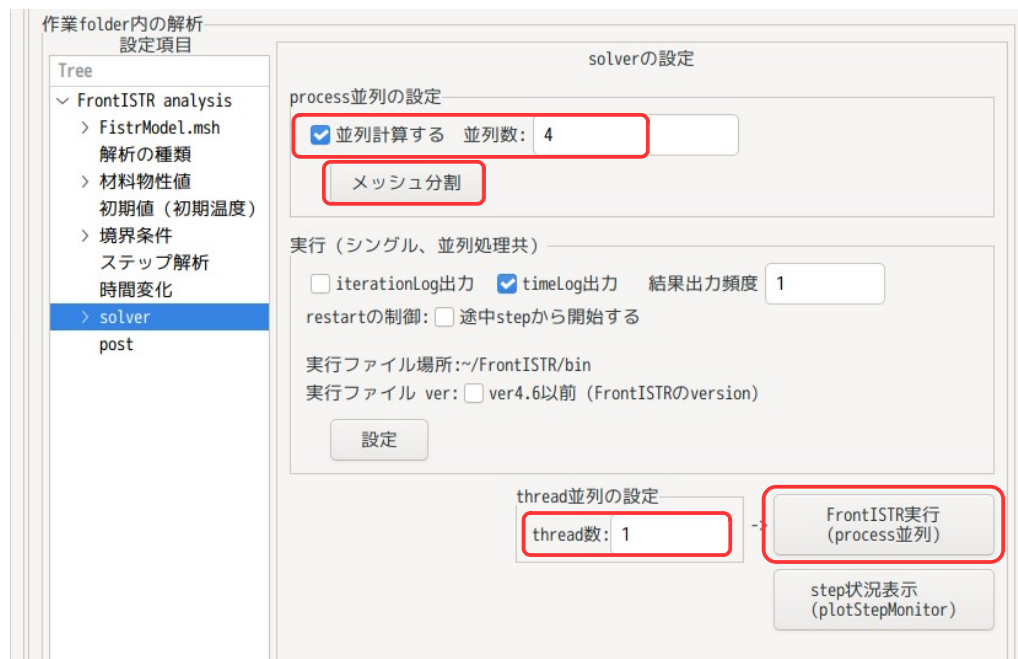 作業folder内の解析
設定項目
Tree
FrontISTR analysis
FistrModel.msh
解析の種類
材料物性値
初期値（初期温度）
境界条件
ステップ解析
時間変化
solver
post
solverの設定
process並列の設定
並列計算する 並列数: 4
メッシュ分割
実行（シングル、並列処理共）
iterationLog出力 timeLog出力 結果出力頻度 1
restartの制御: 途中stepから開始する
実行ファイル場所:~/FrontISTR/bin
実行ファイル ver: ver4.6以前（FrontISTRのversion）
設定
thread並列の設定
thread数: 1
->
FrontISTR実行
(process並列)
step状況表示
(plotStepMonitor)